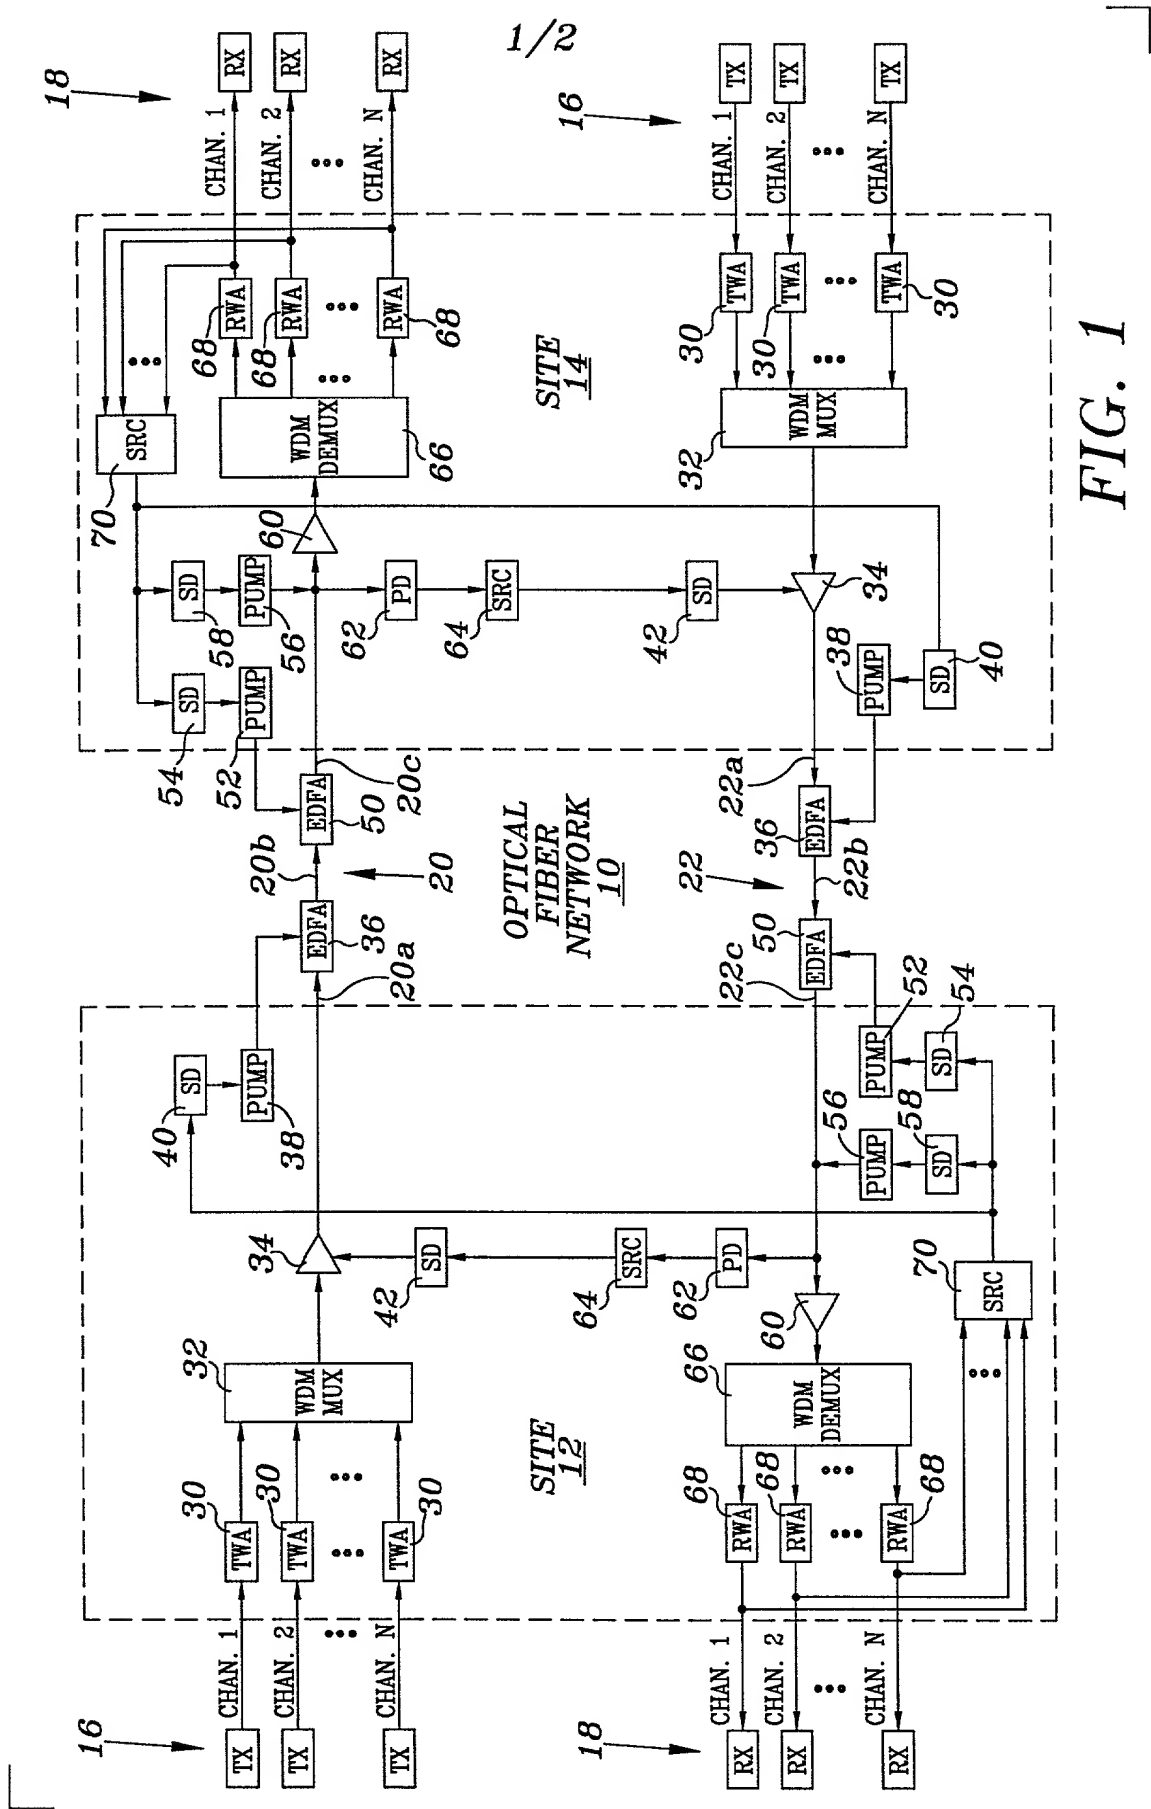 1/2
16
TX
CHAN. 1
TX
CHAN. 2
TX
CHAN. N
30
TWA
30
TWA
TWA
30
32
WDM
MUX
34
40
SD
PUMP
38
42
SD
64
SRC
62
PD
SITE
12
20a
EDFA
36
20b
20
EDFA
50
20c
OPTICAL
FIBER
NETWORK
10
54
SD
52
PUMP
SD
58
PUMP
56
70
SRC
60
62
PD
64
SRC
42
SD
WDM
DEMUX
66
68
RWA
68
RWA
RWA
68
18
CHAN. 1
RX
CHAN. 2
RX
CHAN. N
RX
SITE
14
18
RX
CHAN. 1
RX
CHAN. 2
RX
CHAN. N
68
RWA
68
RWA
RWA
68
66
WDM
DEMUX
60
70
SRC
56
PUMP
58
SD
PUMP
52
SD
54
22c
50
EDFA
22
22b
36
EDFA
22a
38
PUMP
SD
40
34
32
WDM
MUX
30
TWA
30
TWA
TWA
30
16
CHAN. 1
TX
CHAN. 2
TX
CHAN. N
TX
FIG. 1